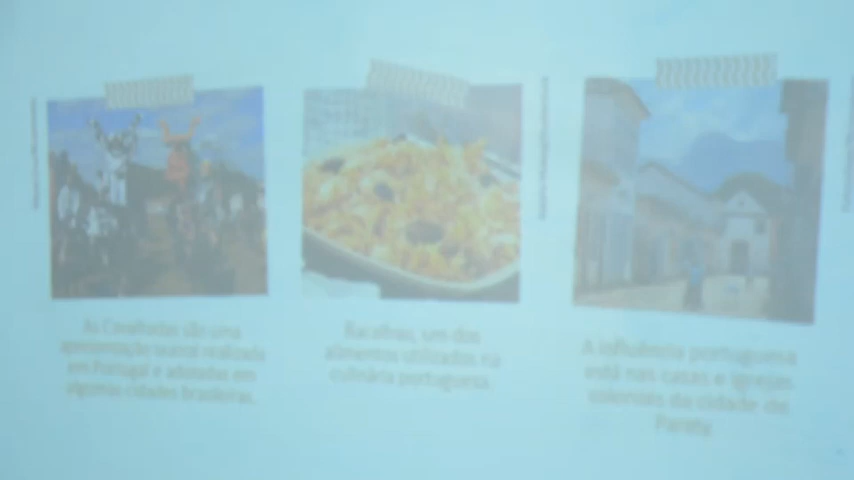 As Cavalhadas são uma
apresentação teatral realizada
em Portugal e adotadas em
algumas cidades brasileiras.
Bacalhau, um dos
alimentos utilizados na
culinária portuguesa.
A influência portuguesa
está nas casas e igrejas
coloniais da cidade de
Paraty.